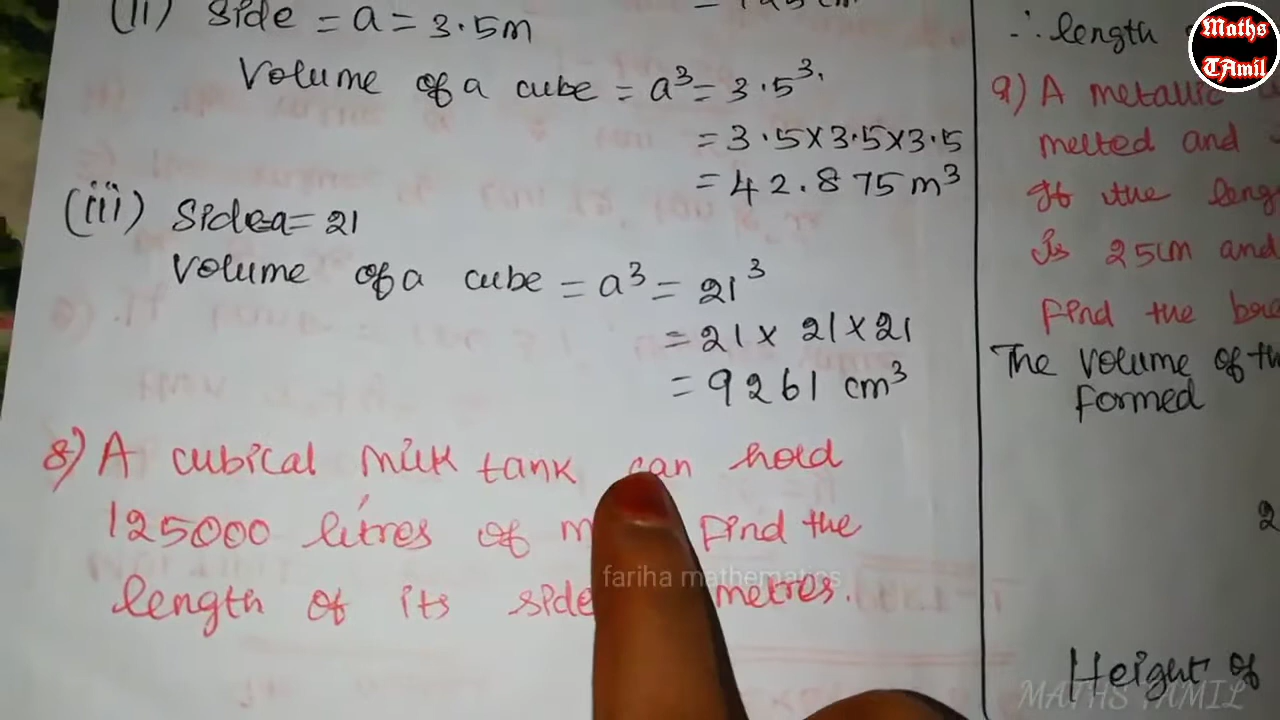 (ii) Side = a = 3.5m
Volume of a cube = a³ = 3.5³
= 3.5×3.5×3.5
= 42.875 m³
(iii) Side a = 21
Volume of a cube = a³ = 21³
= 21 × 21 × 21
= 9261 cm³
8) A cubical milk tank can hold
125000 litres of Find the
length of its side metres.
∴ length
9) A metallic
melted and
If the
Is 25cm and
Find the
The volume of
formed
2
Height of
Maths
TAmil
fariha mathematics
MATHS TAMIL